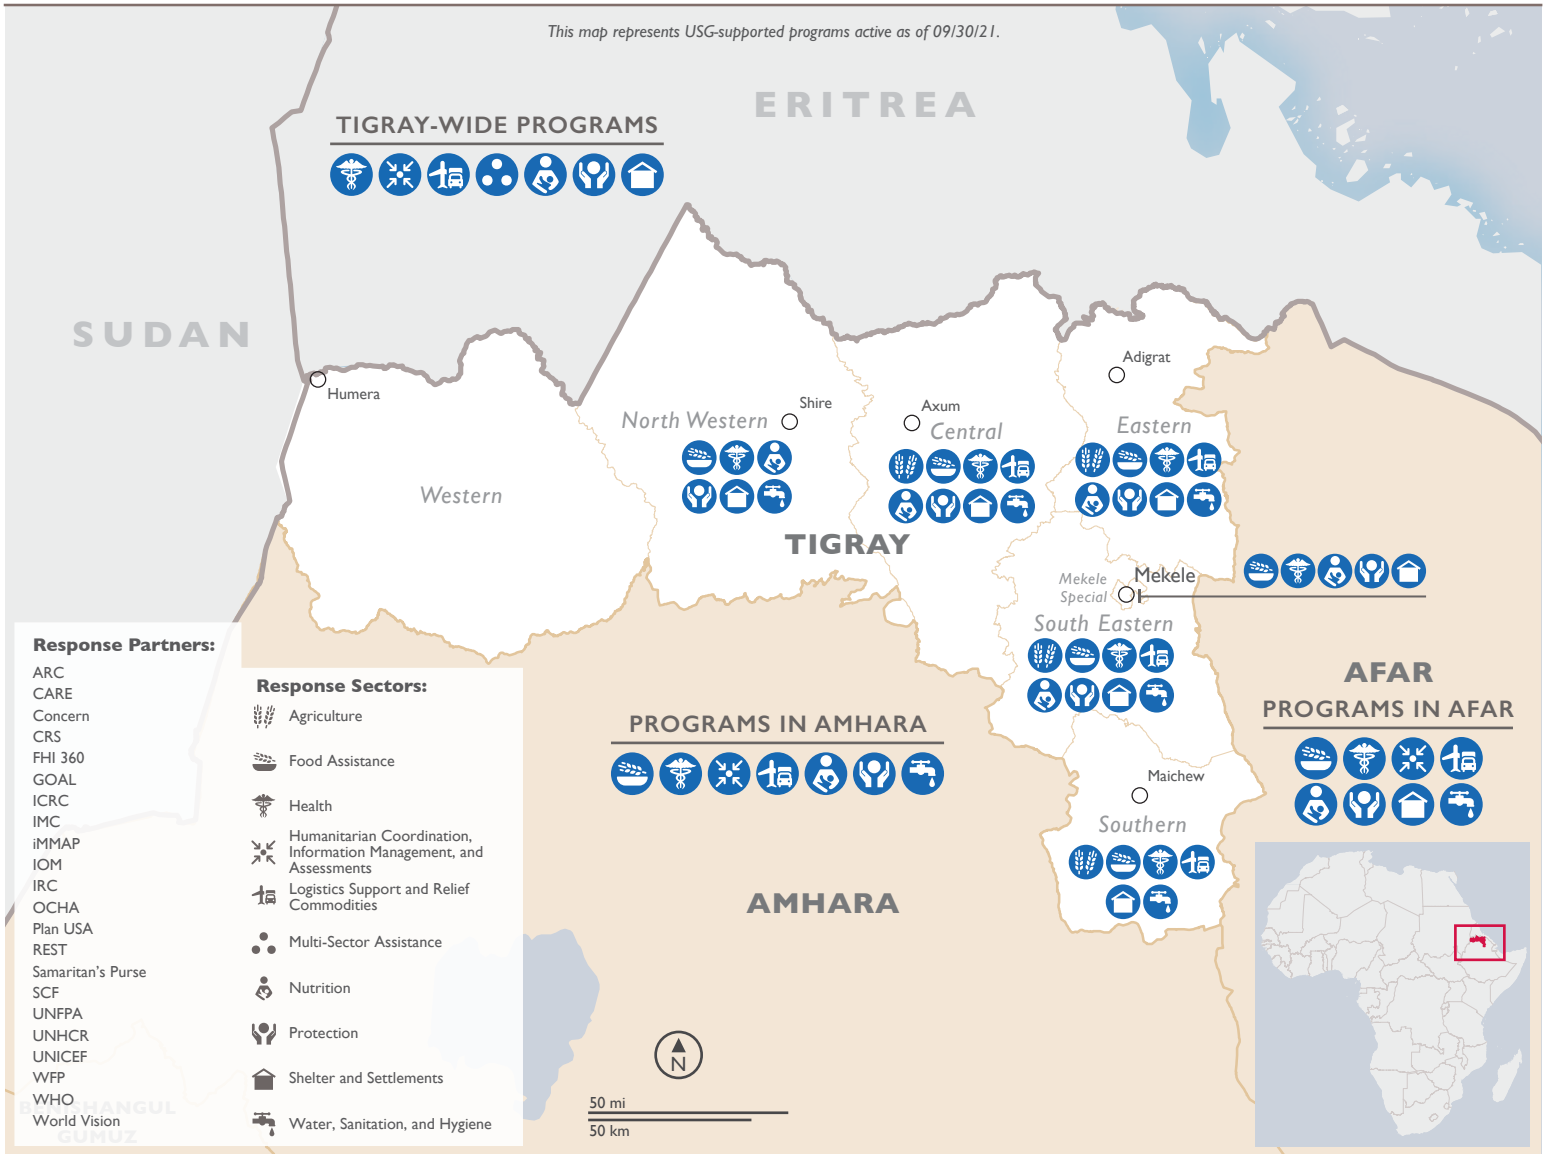 This map represents USG-supported programs active as of 09/30/21.
ERITREA
TIGRAY-WIDE PROGRAMS
SUDAN
Humera
Adigrat
Shire
Axum
North Western
Central
Eastern
Western
TIGRAY
Mekele
Special
Mekele
South Eastern
AFAR
PROGRAMS IN AFAR
PROGRAMS IN AMHARA
Maichew
Southern
AMHARA
Response Partners:
ARC
CARE
Concern
CRS
FHI 360
GOAL
ICRC
IMC
iMMAP
IOM
IRC
OCHA
Plan USA
REST
Samaritan's Purse
SCF
UNFPA
UNHCR
UNICEF
WFP
WHO
World Vision
BENISHANGUL
GUMUZ
Response Sectors:
Agriculture
Food Assistance
Health
Humanitarian Coordination,
Information Management, and
Assessments
Logistics Support and Relief
Commodities
Multi-Sector Assistance
Nutrition
Protection
Shelter and Settlements
Water, Sanitation, and Hygiene
N
50 mi
50 km